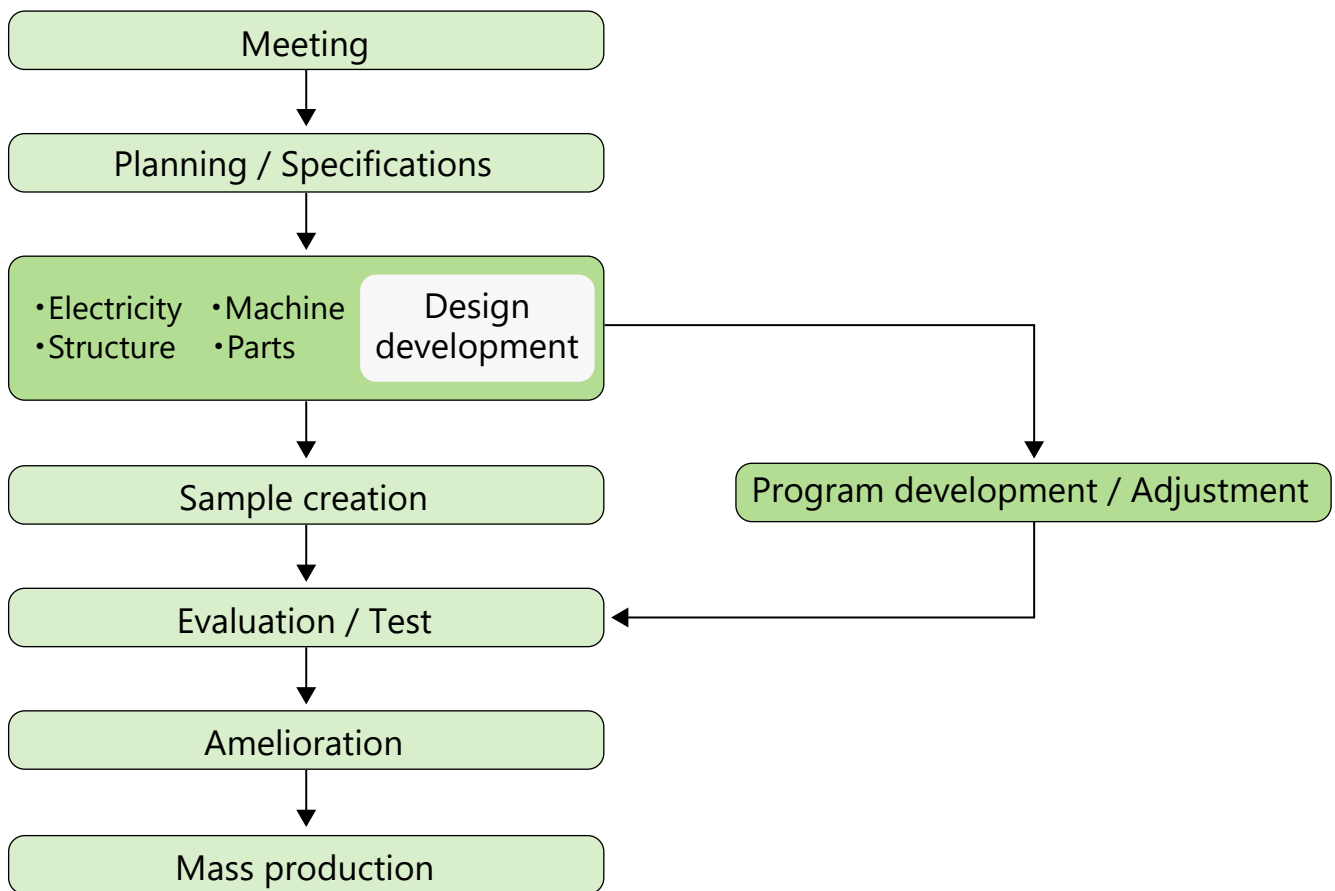 Meeting
Planning / Specifications
・Electricity ・Machine
・Structure ・Parts
Design
development
Sample creation
Program development / Adjustment
Evaluation / Test
Amelioration
Mass production